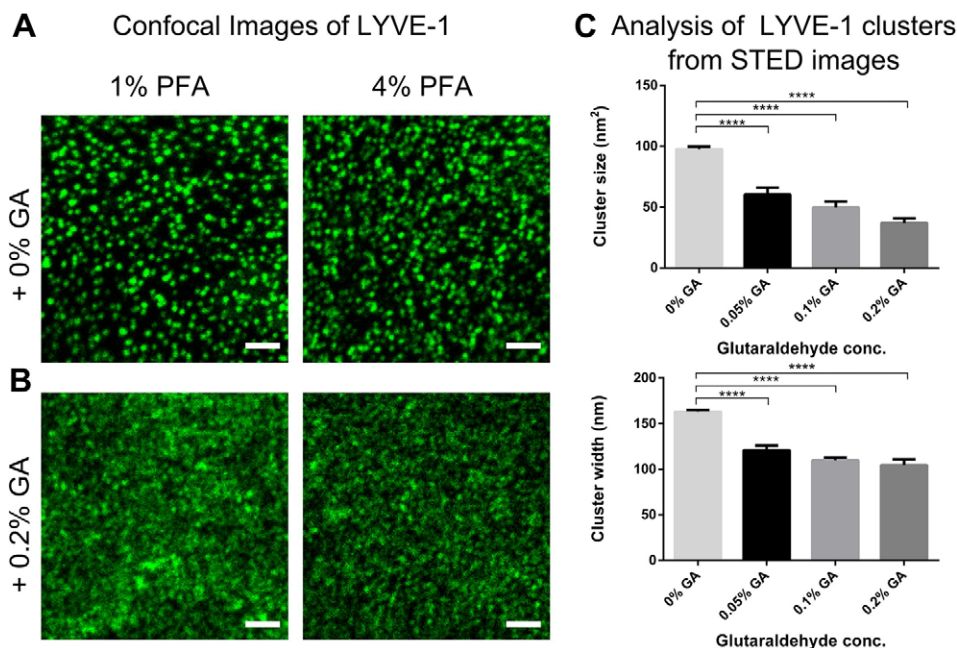 A
Confocal Images of LYVE-1
1% PFA
4% PFA
+ 0% GA
B
+ 0.2% GA
C Analysis of LYVE-1 clusters
from STED images
150
100
50
0
Cluster size (nm²)
****
****
****
0% GA
0.05% GA
0.1% GA
0.2% GA
Glutaraldehyde conc.
200
150
100
50
0
Cluster width (nm)
****
****
****
0% GA
0.05% GA
0.1% GA
0.2% GA
Glutaraldehyde conc.